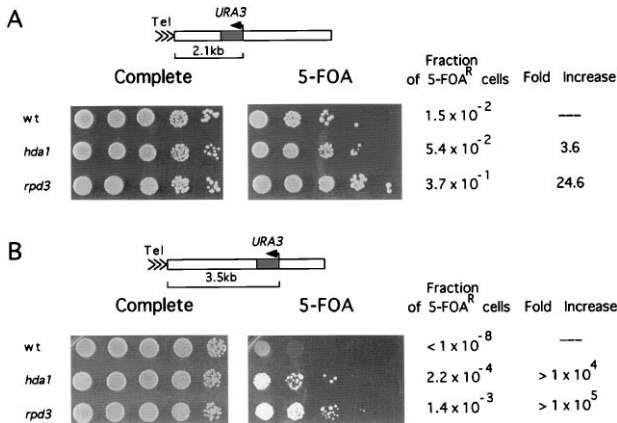 A
URA3
Tel
2.1kb
Complete
5-FOA
Fraction of 5-FOA^R cells
Fold Increase
wt
1.5 x 10^-2
---
hda1
5.4 x 10^-2
3.6
rpd3
3.7 x 10^-1
24.6
B
URA3
Tel
3.5kb
Complete
5-FOA
Fraction of 5-FOA^R cells
Fold Increase
wt
< 1 x 10^-8
---
hda1
2.2 x 10^-4
> 1 x 10^4
rpd3
1.4 x 10^-3
> 1 x 10^5